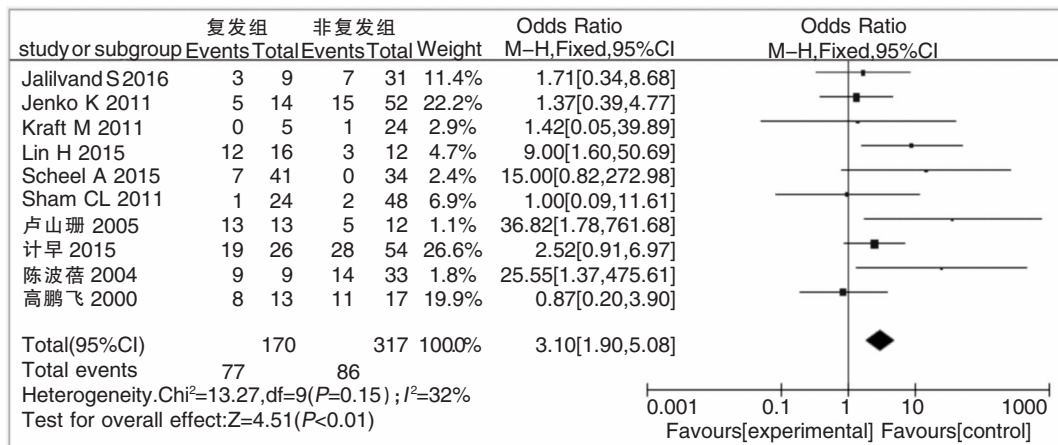 复发组 非复发组 Odds Ratio Odds Ratio
study or subgroup Events Total Events Total Weight M–H,Fixed,95%CI M–H,Fixed,95%CI
Jalilvand S 2016 3 9 7 31 11.4% 1.71[0.34,8.68]
Jenko K 2011 5 14 15 52 22.2% 1.37[0.39,4.77]
Kraft M 2011 0 5 1 24 2.9% 1.42[0.05,39.89]
Lin H 2015 12 16 3 12 4.7% 9.00[1.60,50.69]
Scheel A 2015 7 41 0 34 2.4% 15.00[0.82,272.98]
Sham CL 2011 1 24 2 48 6.9% 1.00[0.09,11.61]
卢山珊 2005 13 13 5 12 1.1% 36.82[1.78,761.68]
计早 2015 19 26 28 54 26.6% 2.52[0.91,6.97]
陈波蓓 2004 9 9 14 33 1.8% 25.55[1.37,475.61]
高鹏飞 2000 8 13 11 17 19.9% 0.87[0.20,3.90]
Total(95%CI) 170 317 100.0% 3.10[1.90,5.08]
Total events 77 86
Heterogeneity.Chi²=13.27,df=9(P=0.15);I²=32%
Test for overall effect:Z=4.51(P<0.01)
0.001 0.1 1 10 1000
Favours[experimental] Favours[control]